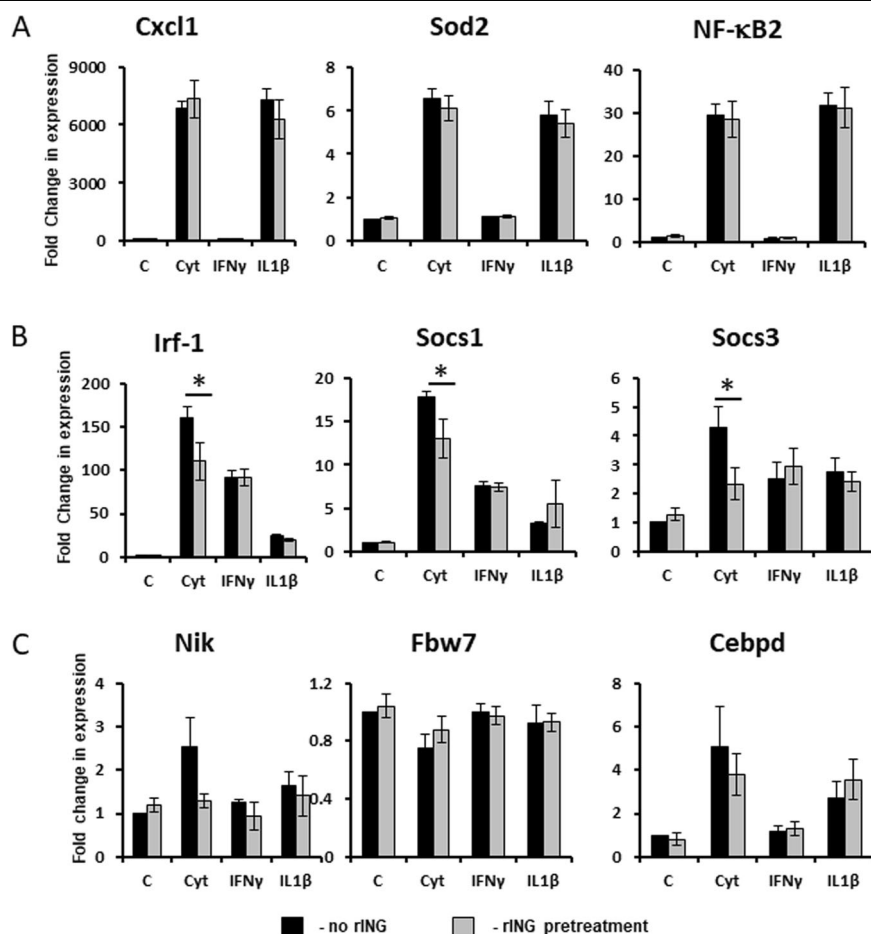 A
Cxcl1
Sod2
NF-κB2
Fold Change in expression
9000
6000
3000
0
C Cyt IFNγ IL1β
8
6
4
2
0
C Cyt IFNγ IL1β
40
30
20
10
0
C Cyt IFNγ IL1β
B
Irf-1
Socs1
Socs3
Fold Change in expression
200
150
100
50
0
*
C Cyt IFNγ IL1β
20
15
10
5
0
*
C Cyt IFNγ IL1β
6
5
4
3
2
1
0
*
C Cyt IFNγ IL1β
C
Nik
Fbw7
Cebpd
Fold change in expression
4
3
2
1
0
C Cyt IFNγ IL1β
1.2
0.8
0.4
0
C Cyt IFNγ IL1β
8
6
4
2
0
C Cyt IFNγ IL1β
- no rING
- rING pretreatment